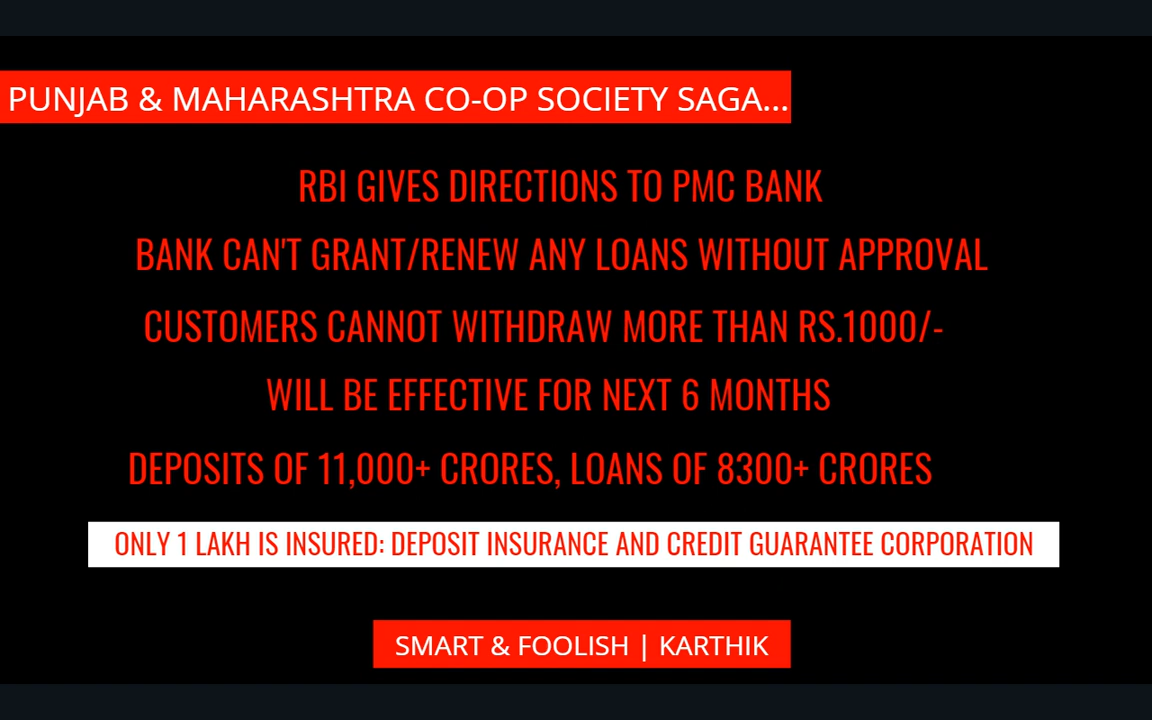 PUNJAB & MAHARASHTRA CO-OP SOCIETY SAGA...
RBI GIVES DIRECTIONS TO PMC BANK
BANK CAN'T GRANT/RENEW ANY LOANS WITHOUT APPROVAL
CUSTOMERS CANNOT WITHDRAW MORE THAN RS.1000/-
WILL BE EFFECTIVE FOR NEXT 6 MONTHS
DEPOSITS OF 11,000+ CRORES, LOANS OF 8300+ CRORES
ONLY 1 LAKH IS INSURED: DEPOSIT INSURANCE AND CREDIT GUARANTEE CORPORATION
SMART & FOOLISH | KARTHIK